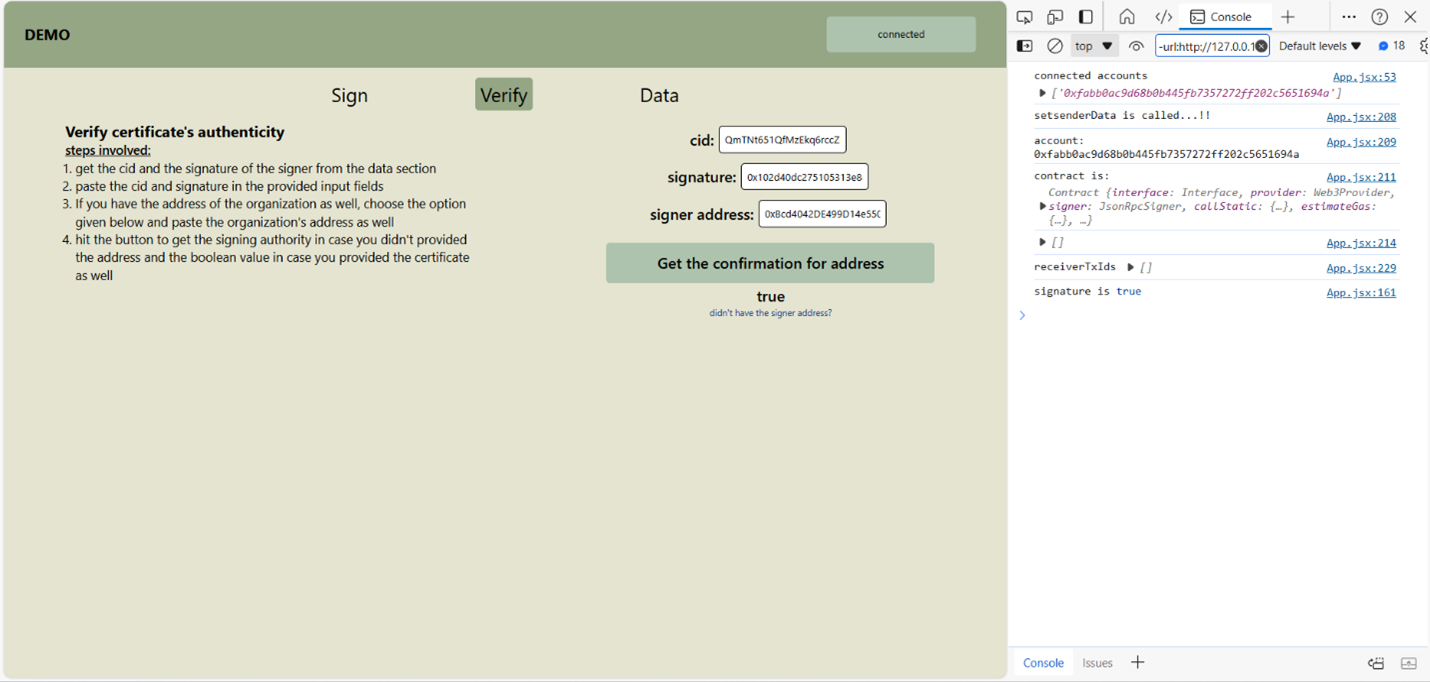 DEMO
connected
Sign
Verify
Data
Verify certificate's authenticity
steps involved:
1. get the cid and the signature of the signer from the data section
2. paste the cid and signature in the provided input fields
3. If you have the address of the organization as well, choose the option
given below and paste the organization's address as well
4. hit the button to get the signing authority in case you didn't provided
the address and the boolean value in case you provided the certificate
as well
cid: QmTNt651QfMzEkq6rccZ
signature: 0x102d40dc275105313e8
signer address: 0xBcd4042DE499D14e55(
Get the confirmation for address
true
didn't have the signer address?
Console
top
-url:http://127.0.0.1
Default levels
18
connected accounts App.jsx:53
['0xfabb0ac9d68b0b445fb7357272ff202c5651694a']
setsenderData is called...!! App.jsx:208
account: App.jsx:209
0xfabb0ac9d68b0b445fb7357272ff202c5651694a
contract is: App.jsx:211
Contract {interface: Interface, provider: Web3Provider,
signer: JsonRpcSigner, callStatic: {…}, estimateGas:
{…}, …}
[] App.jsx:214
receiverTxIds [] App.jsx:229
signature is true App.jsx:161
Console
Issues